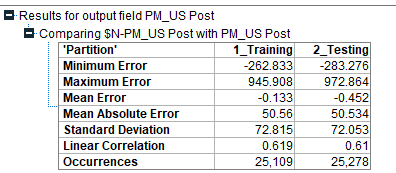 Results for output field PM_US Post
Comparing $N-PM_US Post with PM_US Post
'Partition' 1_Training 2_Testing
Minimum Error -262.833 -283.276
Maximum Error 945.908 972.864
Mean Error -0.133 -0.452
Mean Absolute Error 50.56 50.534
Standard Deviation 72.815 72.053
Linear Correlation 0.619 0.61
Occurrences 25,109 25,278